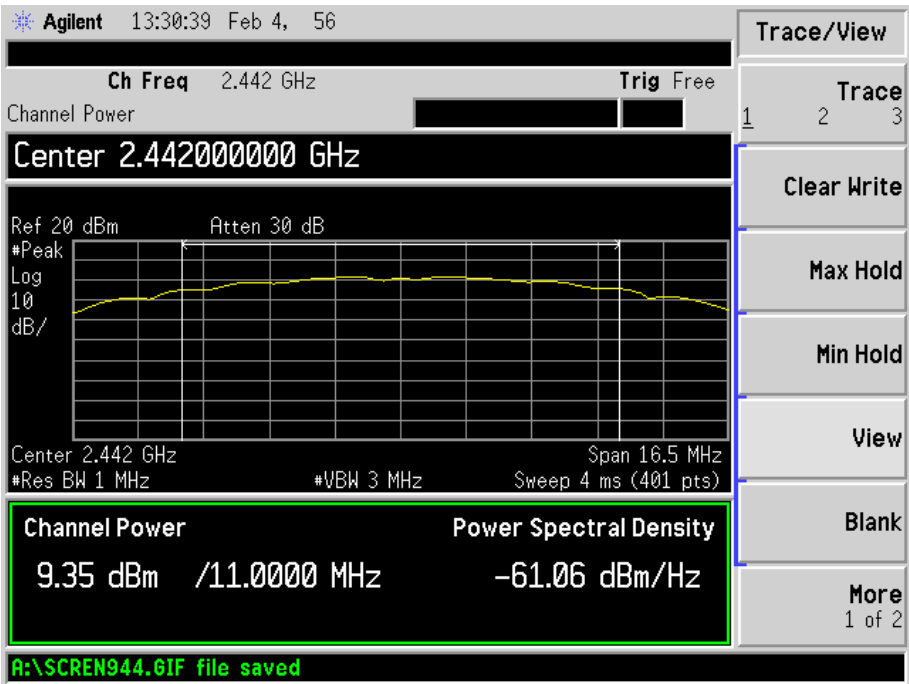 Agilent 13:30:39 Feb 4, 56
Trace/View
Ch Freq 2.442 GHz Trig Free
Channel Power
Trace
1 2 3
Center 2.442000000 GHz
Clear Write
Ref 20 dBm Atten 30 dB
#Peak
Log
10
dB/
Max Hold
Min Hold
View
Center 2.442 GHz Span 16.5 MHz
#Res BW 1 MHz #VBW 3 MHz Sweep 4 ms (401 pts)
Channel Power Power Spectral Density
9.35 dBm /11.0000 MHz -61.06 dBm/Hz
Blank
More
1 of 2
A:\SCREN944.GIF file saved